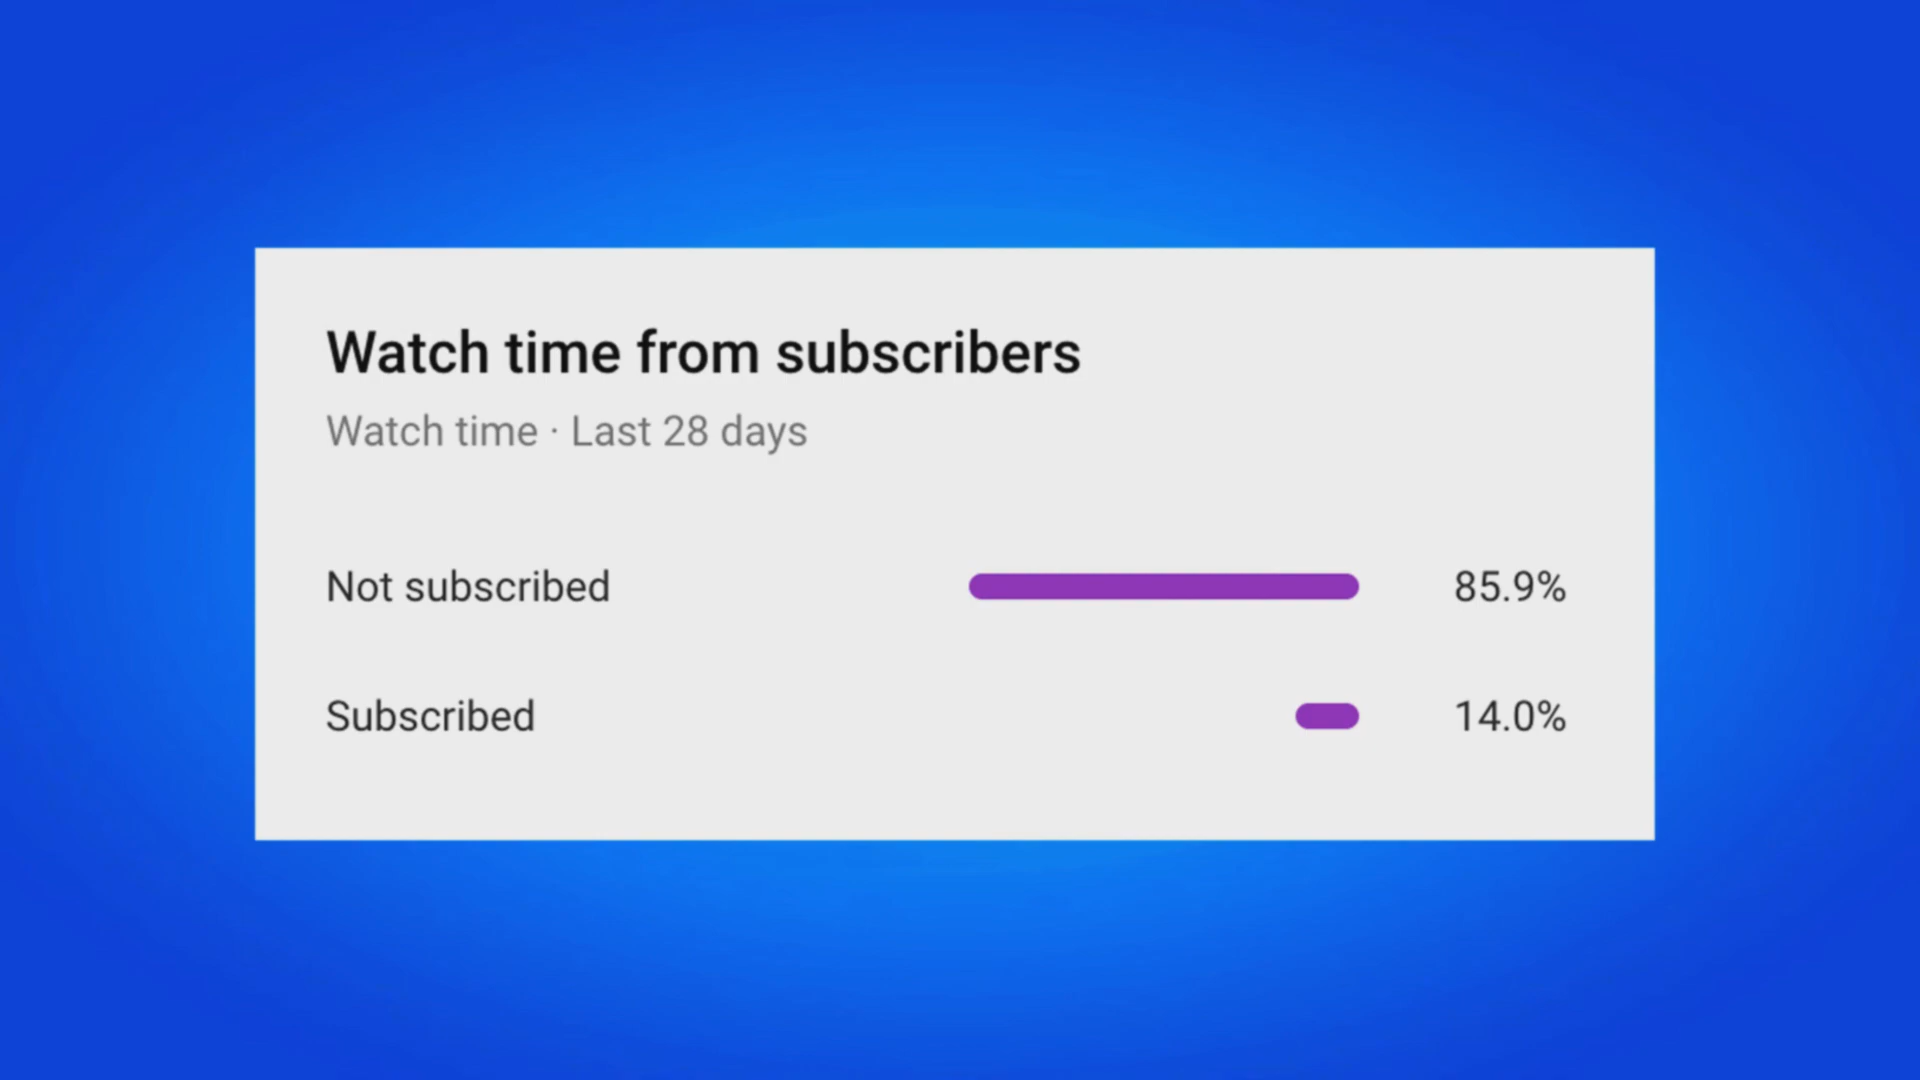 Watch time from subscribers
Watch time · Last 28 days
Not subscribed 85.9%
Subscribed 14.0%